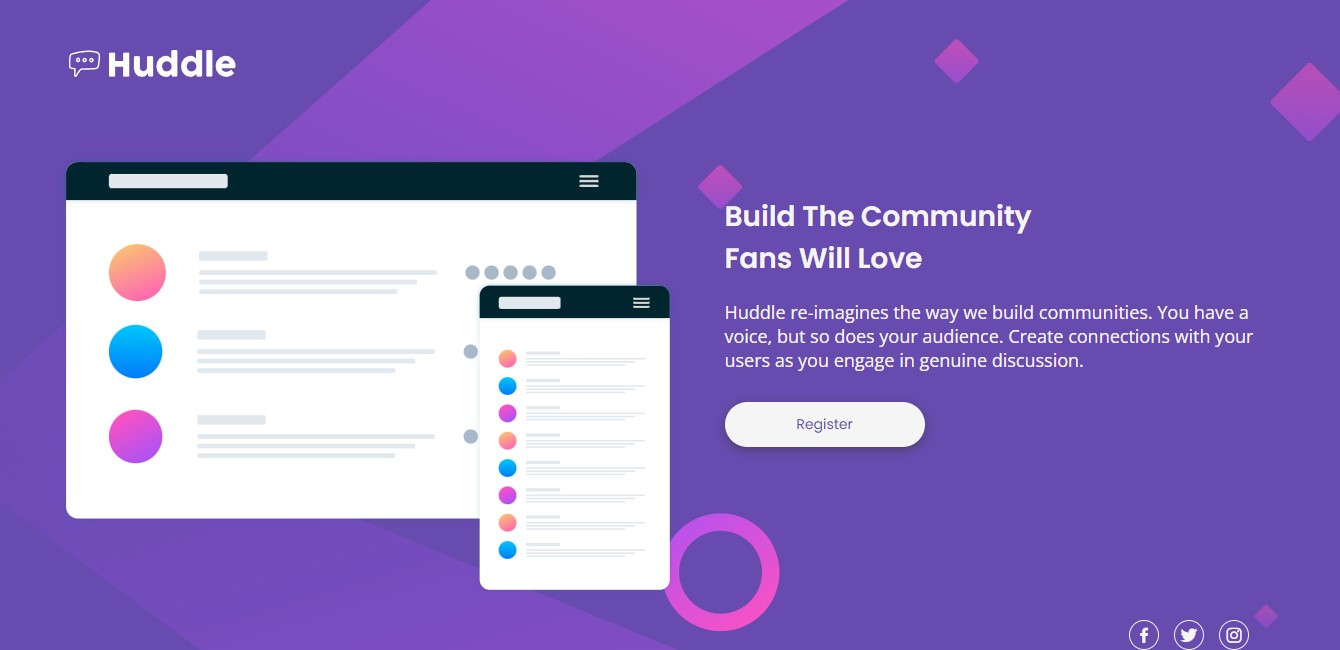 Huddle
Build The Community
Fans Will Love
Huddle re-imagines the way we build communities. You have a
voice, but so does your audience. Create connections with your
users as you engage in genuine discussion.
Register